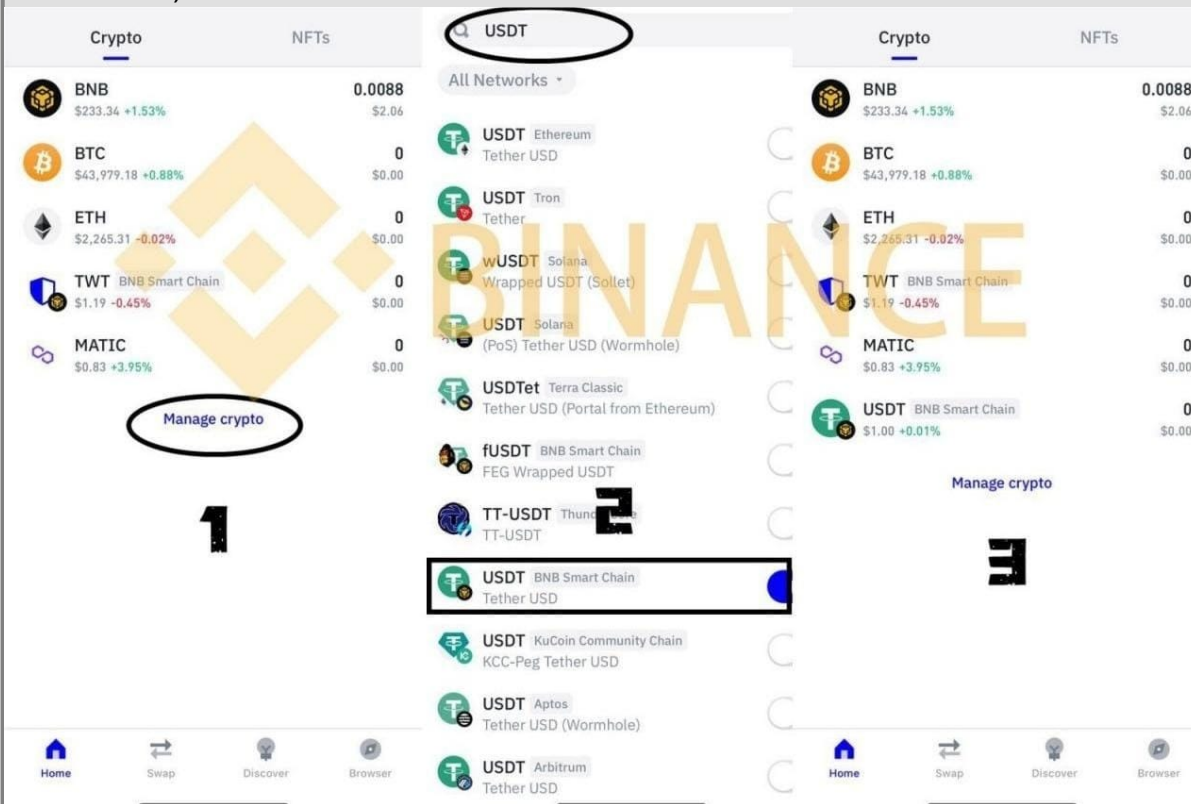 Crypto NFTs
BNB 0.0088
$233.34 +1.53% $2.06
BTC 0
$43,979.18 +0.88% $0.00
ETH 0
$2,265.31 -0.02% $0.00
TWT BNB Smart Chain 0
$1.19 -0.45% $0.00
MATIC 0
$0.83 +3.95% $0.00
Manage crypto
1
Home Swap Discover Browser
USDT
All Networks
USDT Ethereum
Tether USD
USDT Tron
Tether
wUSDT Solana
Wrapped USDT (Sollet)
USDT Solana
(PoS) Tether USD (Wormhole)
USDTet Terra Classic
Tether USD (Portal from Ethereum)
fUSDT BNB Smart Chain
FEG Wrapped USDT
TT-USDT
TT-USDT
2
USDT BNB Smart Chain
Tether USD
USDT KuCoin Community Chain
KCC-Peg Tether USD
USDT Aptos
Tether USD (Wormhole)
USDT Arbitrum
Tether USD
Crypto NFTs
BNB 0.0088
$233.34 +1.53% $2.06
BTC 0
$43,979.18 +0.88% $0.00
ETH 0
$2,265.31 -0.02% $0.00
TWT BNB Smart Chain 0
$1.19 -0.45% $0.00
MATIC 0
$0.83 +3.95% $0.00
USDT BNB Smart Chain 0
$1.00 +0.01% $0.00
Manage crypto
3
Home Swap Discover Browser
BINANCE